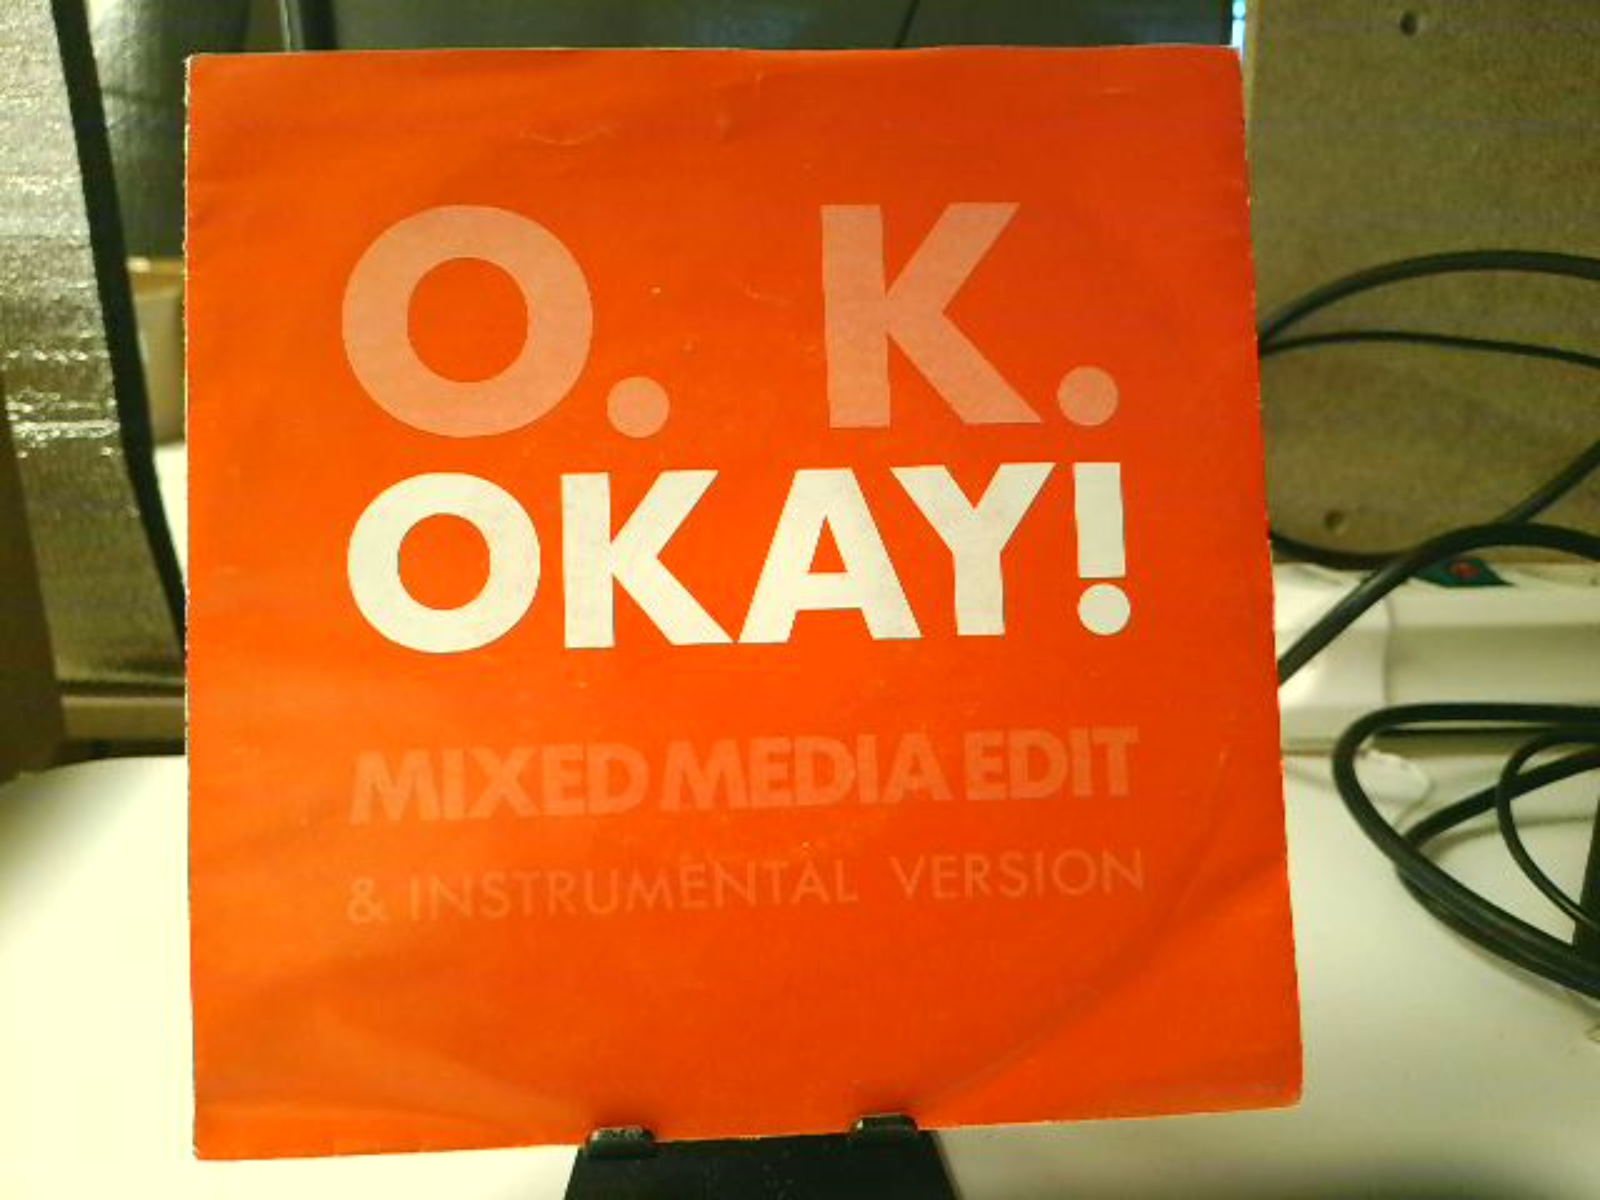 O. K.
OKAY!
MIXED MEDIA EDIT
& INSTRUMENTAL VERSION